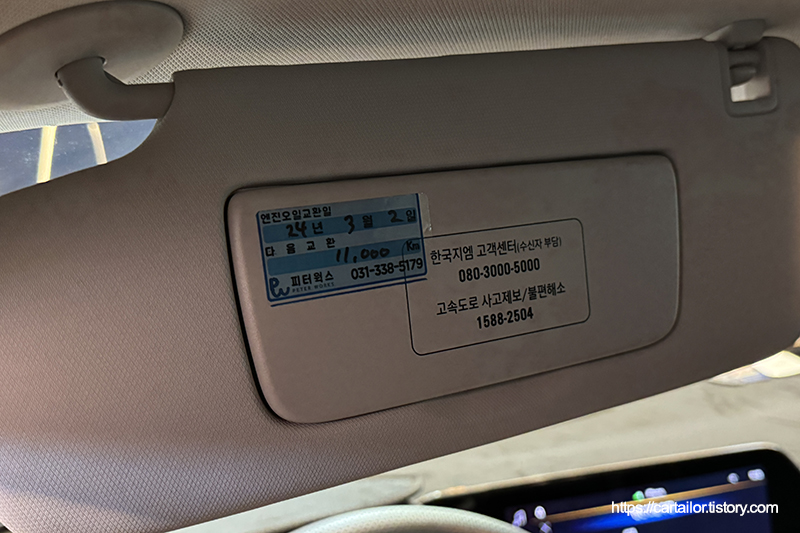 엔진오일교환일
24년 3월 2일
다음교환
11,000 Km
피터웍스 031-338-5179
PETER WORKS
한국지엠 고객센터(수신자 부담)
080-3000-5000
고속도로 사고제보/불편해소
1588-2504
https://cartailor.tistory.com